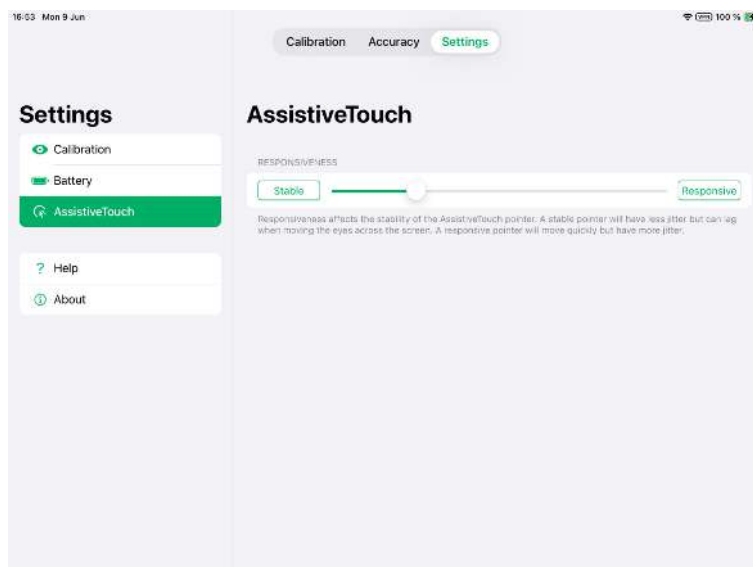 16:03 Mon 9 Jun
100 %
Calibration Accuracy Settings
Settings
Calibration
Battery
AssistiveTouch
Help
About
AssistiveTouch
RESPONSIVENESS
Stable
Responsive
Responsiveness affects the stability of the AssistiveTouch pointer. A stable pointer will have less jitter but can lag
when moving the eyes across the screen. A responsive pointer will move quickly but have more jitter.